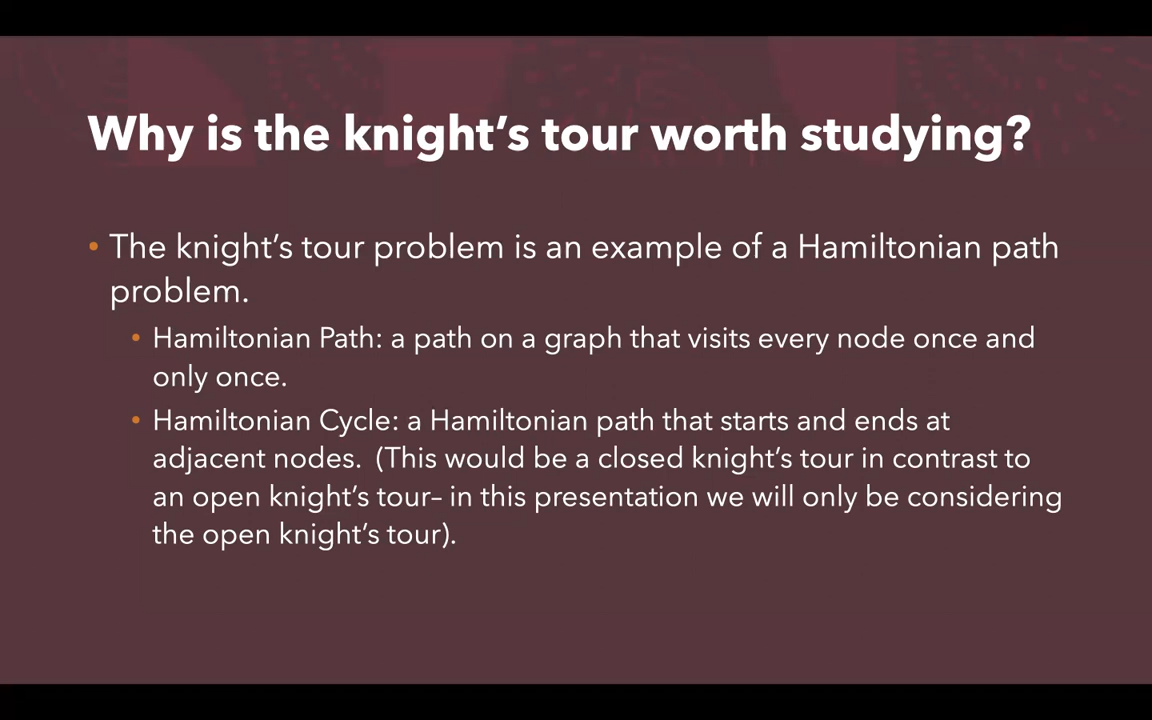 Why is the knight’s tour worth studying?
• The knight’s tour problem is an example of a Hamiltonian path
problem.
• Hamiltonian Path: a path on a graph that visits every node once and
only once.
• Hamiltonian Cycle: a Hamiltonian path that starts and ends at
adjacent nodes.  (This would be a closed knight’s tour in contrast to
an open knight’s tour– in this presentation we will only be considering
the open knight’s tour).